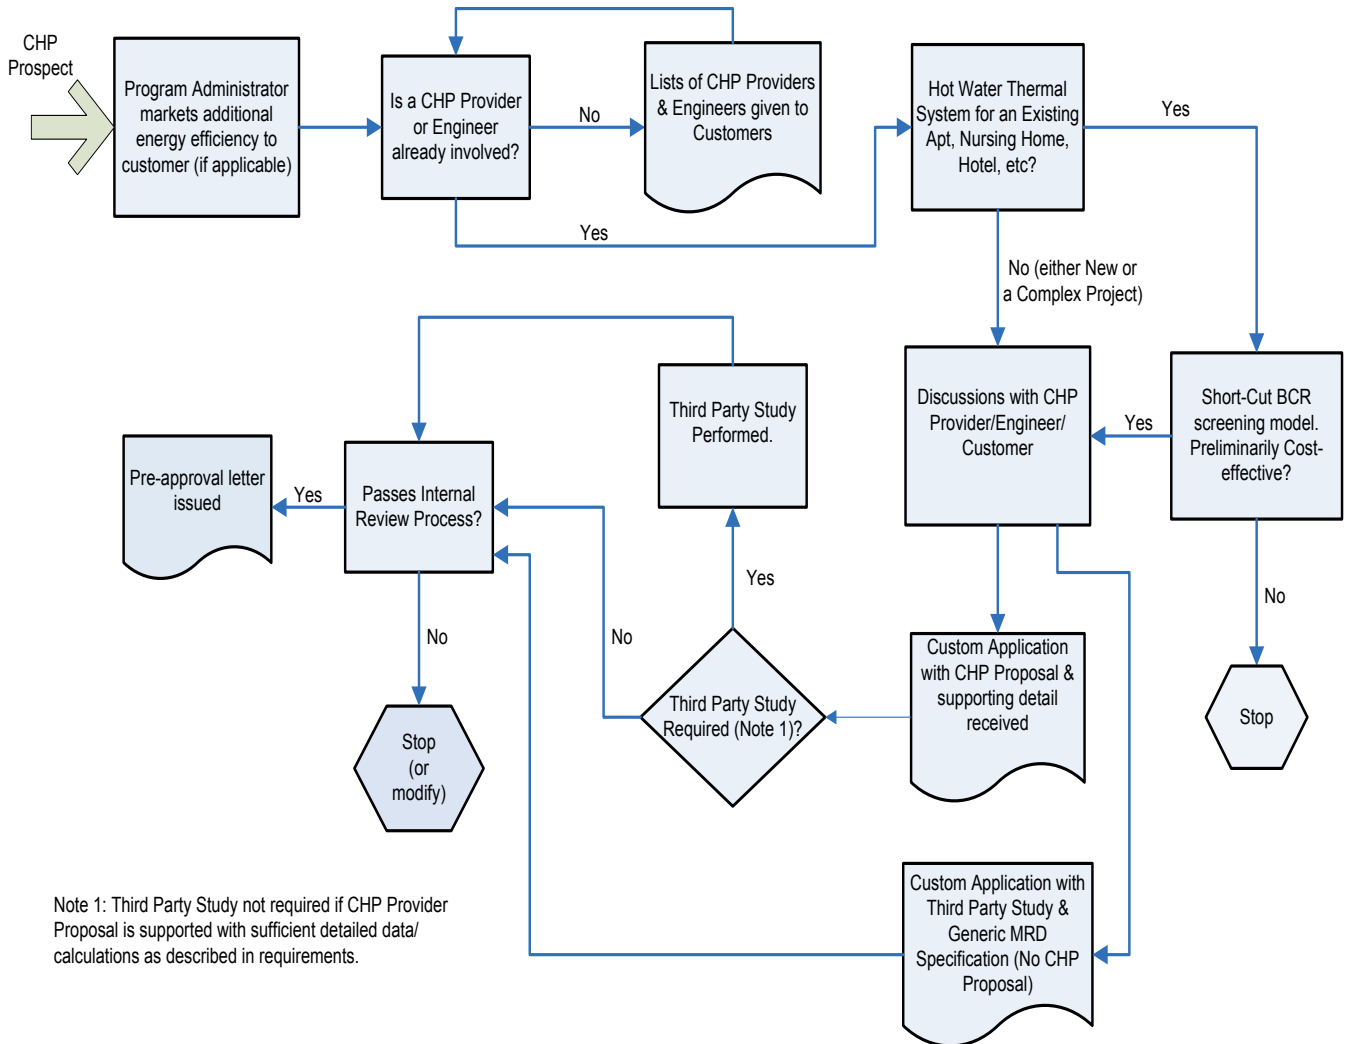 CHP
Prospect
Program Administrator
markets additional
energy efficiency to
customer (if applicable)
Is a CHP Provider
or Engineer
already involved?
No
Lists of CHP Providers
& Engineers given to
Customers
Yes
Hot Water Thermal
System for an Existing
Apt, Nursing Home,
Hotel, etc?
Yes
No (either New or
a Complex Project)
Discussions with CHP
Provider/Engineer/
Customer
Yes
Short-Cut BCR
screening model.
Preliminarily Cost-
effective?
No
Stop
Third Party Study
Performed.
Passes Internal
Review Process?
Yes
Pre-approval letter
issued
No
Stop
(or
modify)
No
Yes
Third Party Study
Required (Note 1)?
Custom Application
with CHP Proposal &
supporting detail
received
Custom Application with
Third Party Study &
Generic MRD
Specification (No CHP
Proposal)
Note 1: Third Party Study not required if CHP Provider
Proposal is supported with sufficient detailed data/
calculations as described in requirements.